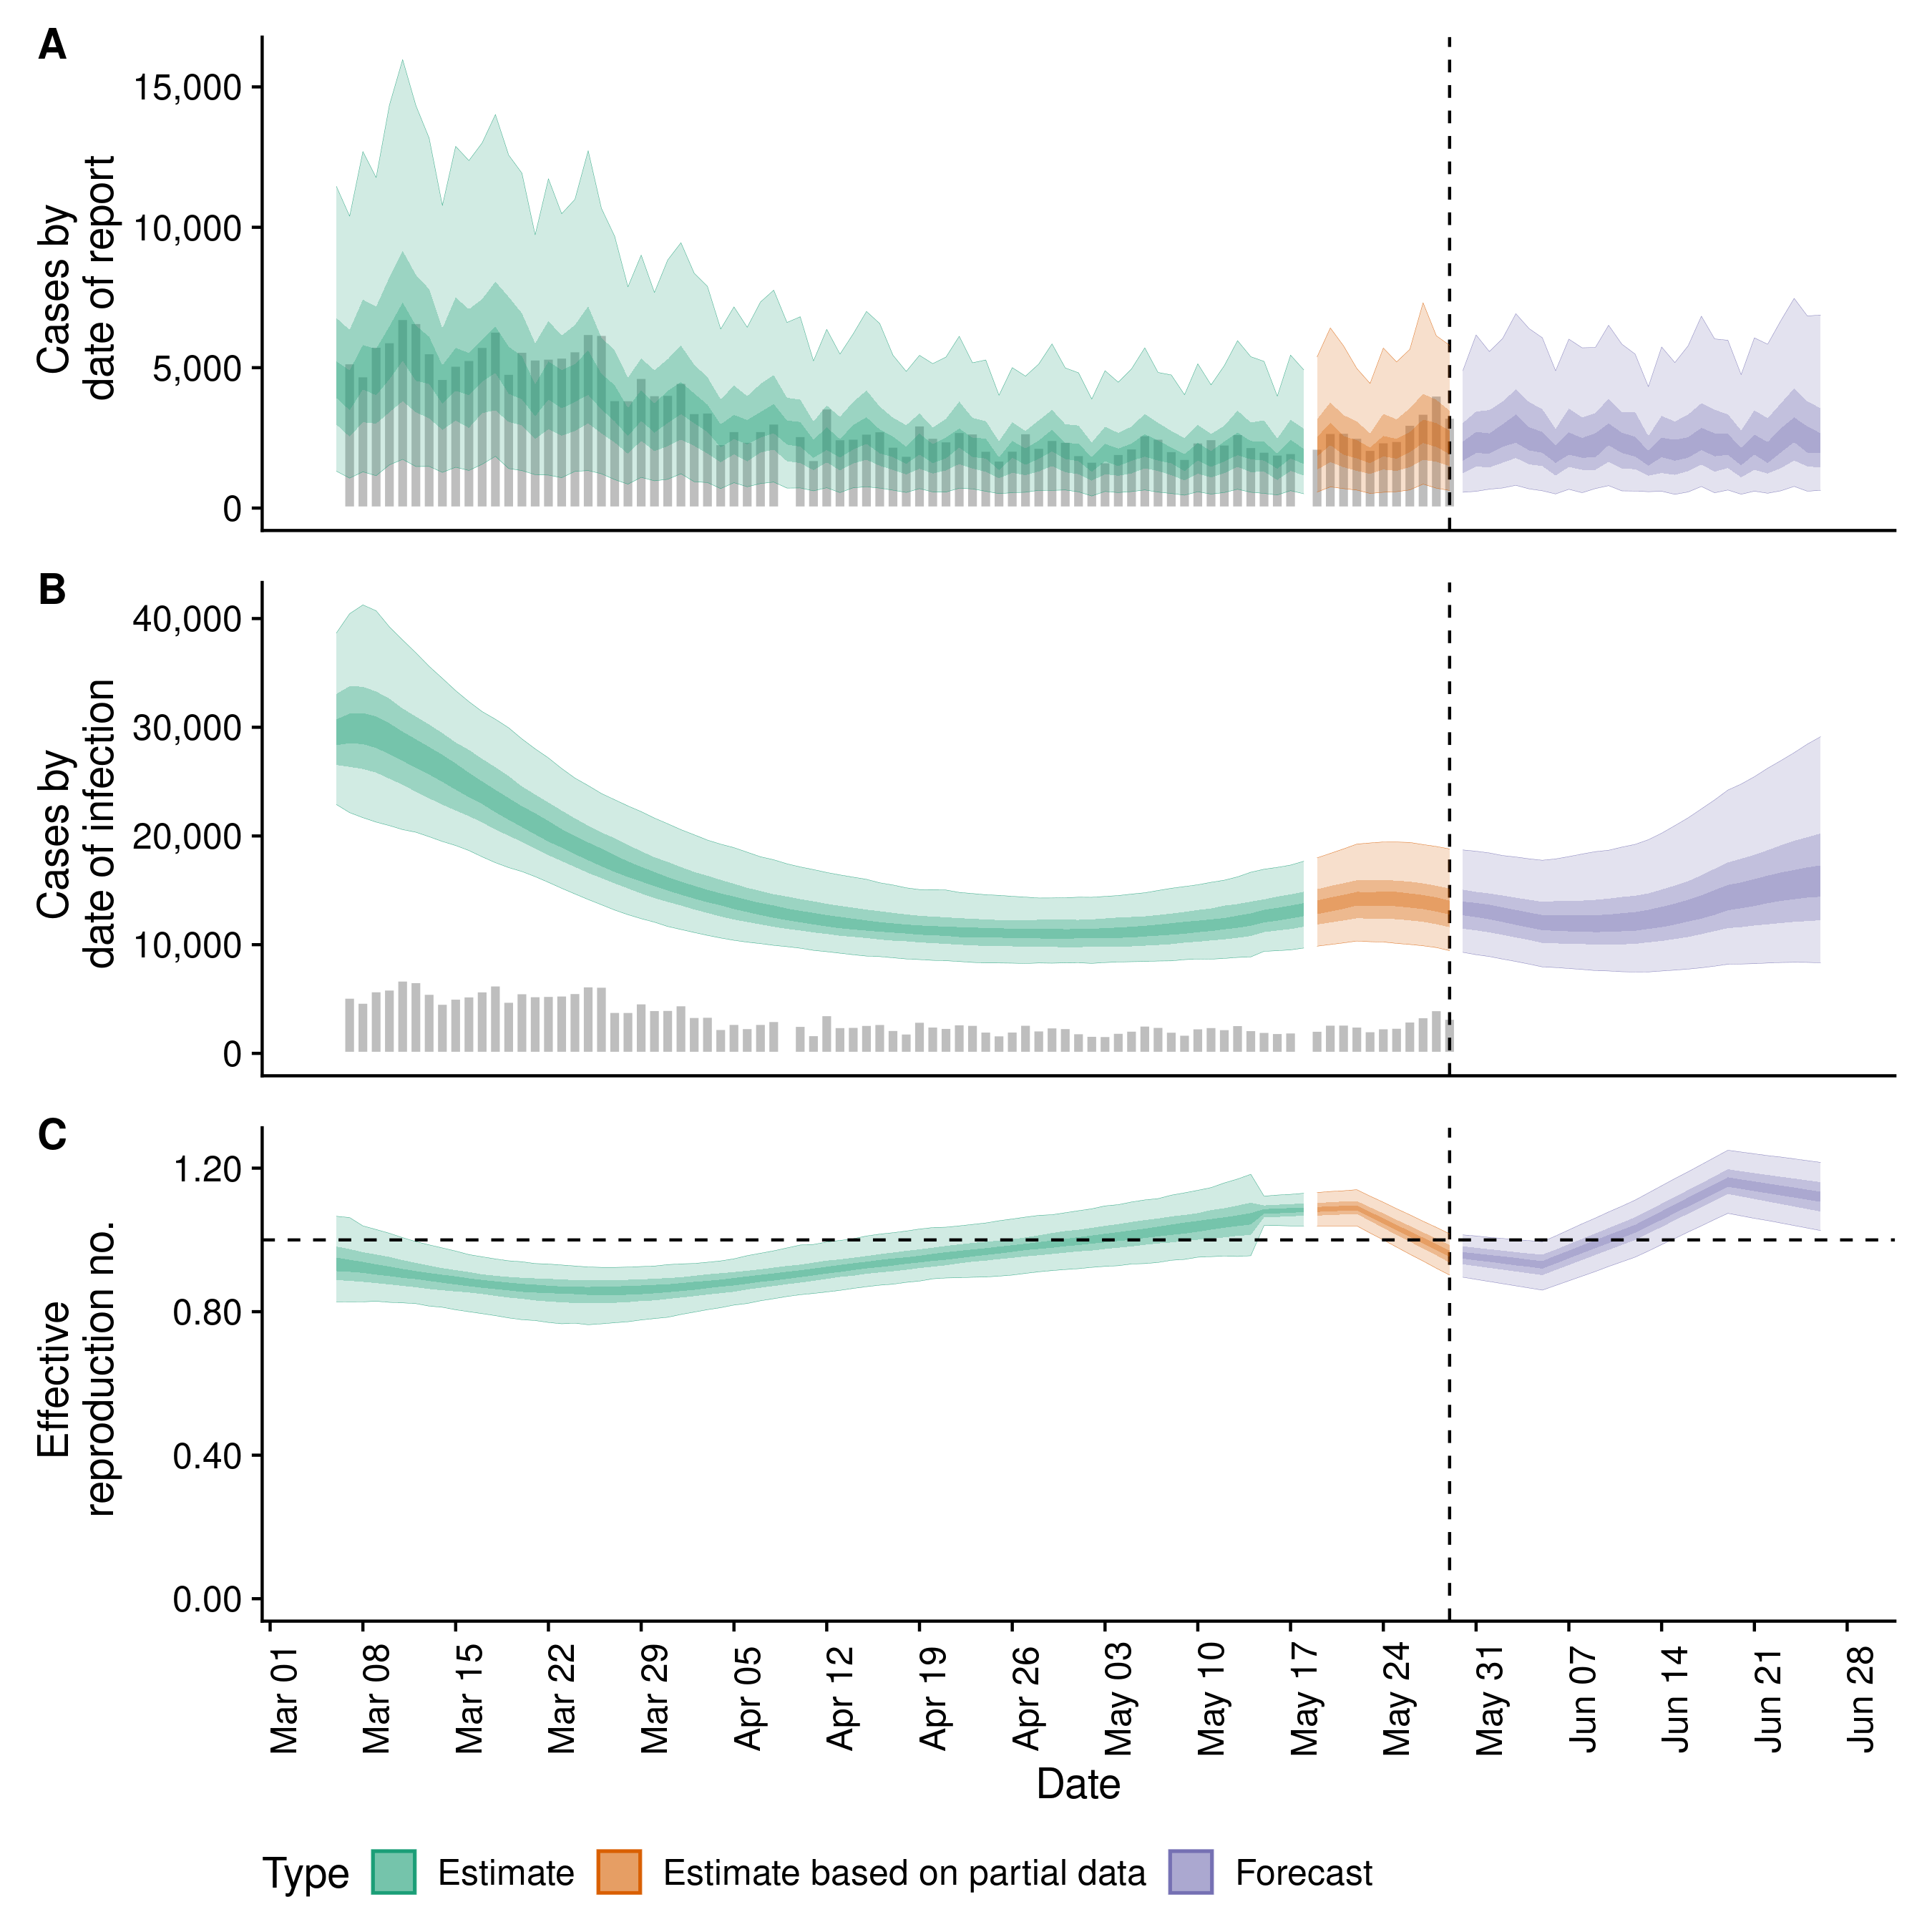 A
Cases by
date of report
15,000
10,000
5,000
0
B
Cases by
date of infection
40,000
30,000
20,000
10,000
0
C
Effective
reproduction no.
1.20
0.80
0.40
0.00
Mar 01
Mar 08
Mar 15
Mar 22
Mar 29
Apr 05
Apr 12
Apr 19
Apr 26
May 03
May 10
May 17
May 24
May 31
Jun 07
Jun 14
Jun 21
Jun 28
Date
Type Estimate Estimate based on partial data Forecast